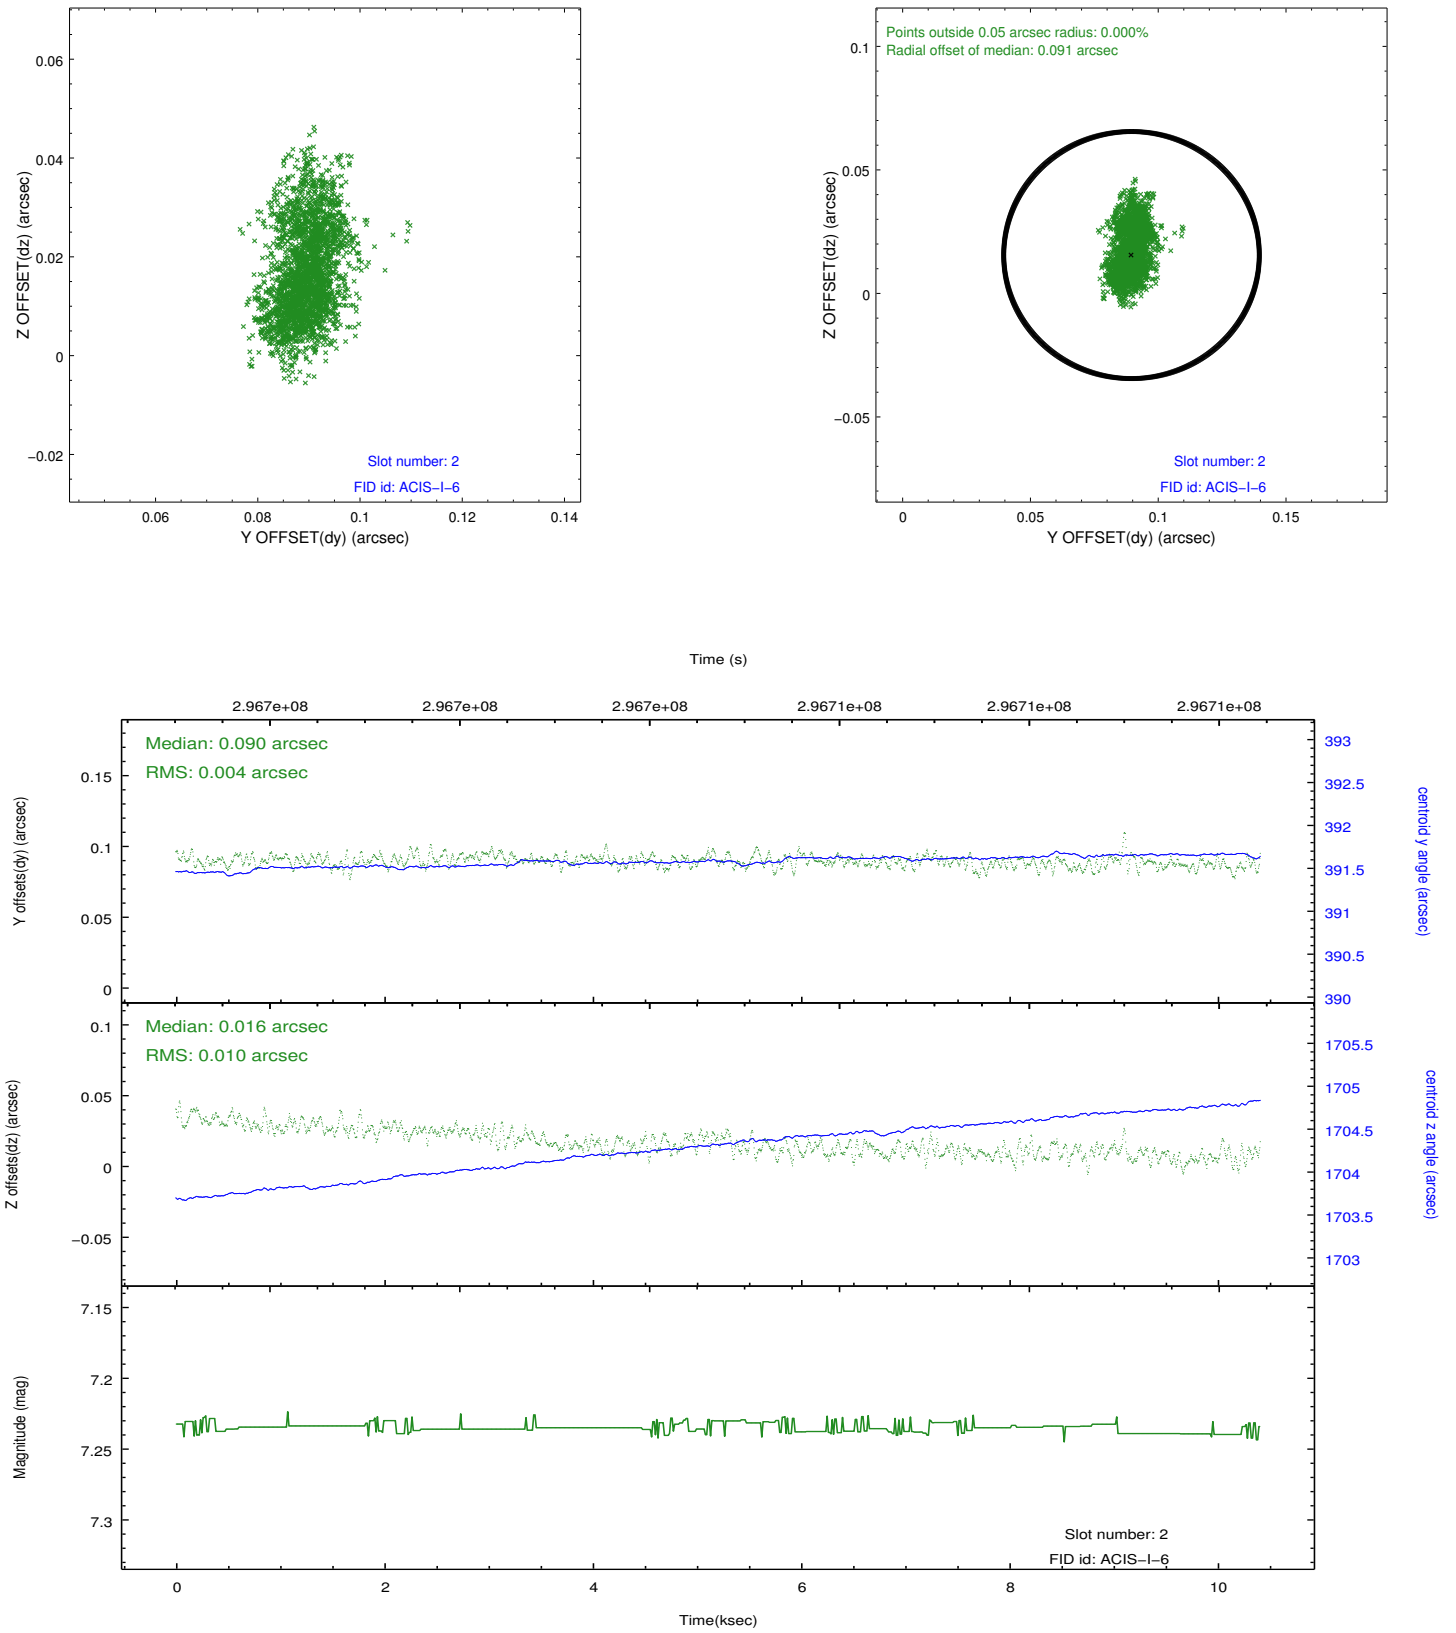 0.06
0.04
0.02
0
−0.02
Z OFFSET(dz) (arcsec)
Slot number: 2
FID id: ACIS−I−6
0.06 0.08 0.1 0.12 0.14
Y OFFSET(dy) (arcsec)
Points outside 0.05 arcsec radius: 0.000%
Radial offset of median: 0.091 arcsec
0.1
0.05
0
−0.05
Z OFFSET(dz) (arcsec)
Slot number: 2
FID id: ACIS−I−6
0 0.05 0.1 0.15
Y OFFSET(dy) (arcsec)
Time (s)
2.967e+08 2.967e+08 2.967e+08 2.9671e+08 2.9671e+08 2.9671e+08
Median: 0.090 arcsec
RMS: 0.004 arcsec
0.15
0.1
0.05
0
Y offsets(dy) (arcsec)
393
392.5
392
391.5
391
390.5
390
centroid y angle (arcsec)
Median: 0.016 arcsec
RMS: 0.010 arcsec
0.1
0.05
0
−0.05
Z offsets(dz) (arcsec)
1705.5
1705
1704.5
1704
1703.5
1703
centroid z angle (arcsec)
7.15
7.2
7.25
7.3
Magnitude (mag)
Slot number: 2
FID id: ACIS−I−6
0 2 4 6 8 10
Time(ksec)